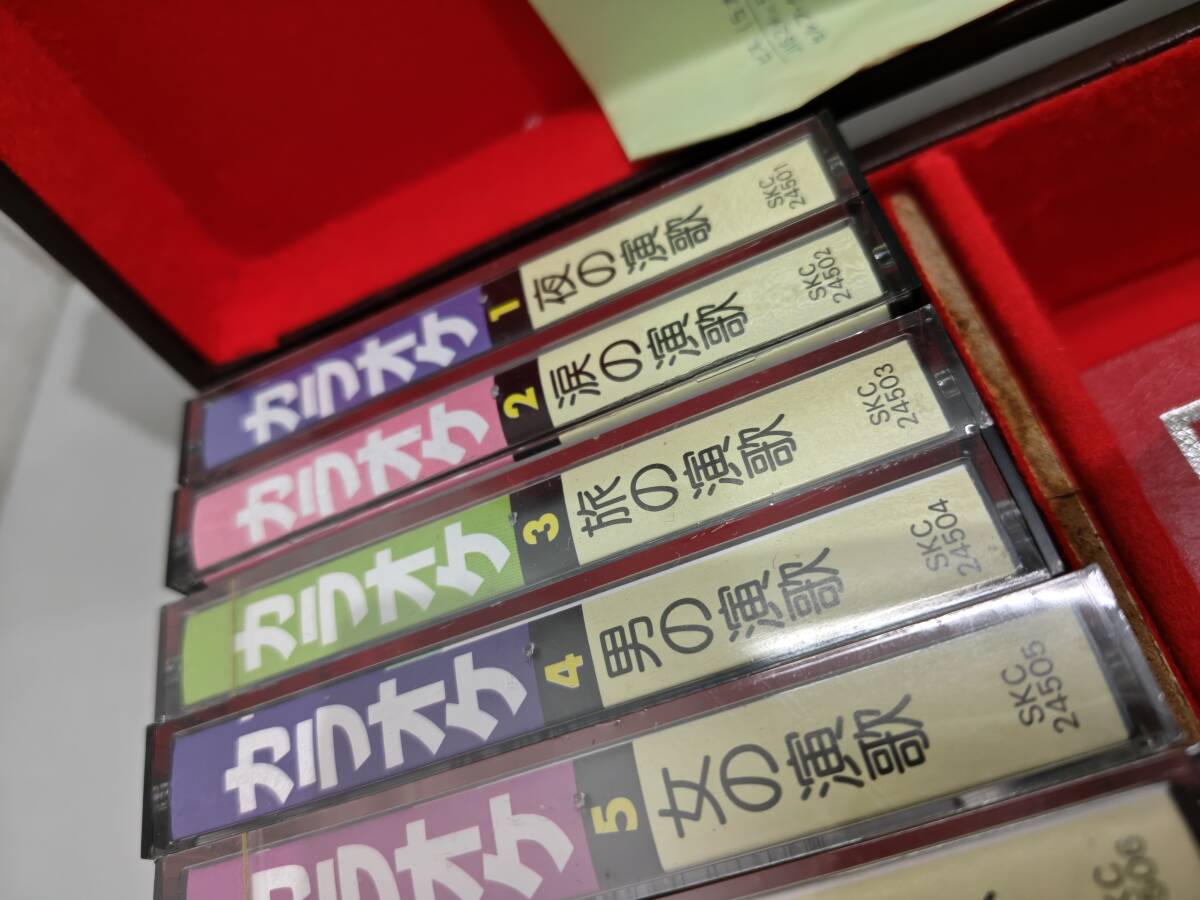 カラオケ 1 夜の演歌 SKC 24501
カラオケ 2 涙の演歌 SKC 24502
カラオケ 3 旅の演歌 SKC 24503
カラオケ 4 男の演歌 SKC 24504
カラオケ 5 女の演歌 SKC 24505